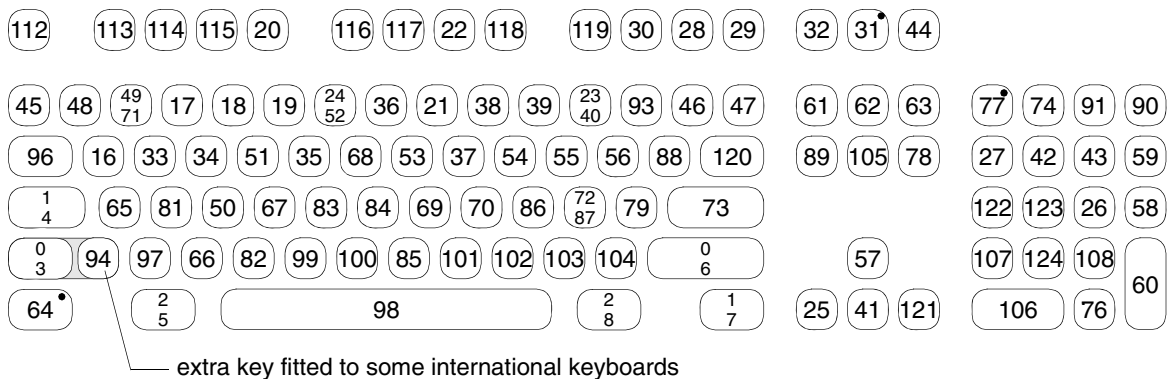 112 113 114 115 20 116 117 22 118 119 30 28 29 32 31 44
45 48 49 71 17 18 19 24 52 36 21 38 39 23 40 93 46 47 61 62 63 77 74 91 90
96 16 33 34 51 35 68 53 37 54 55 56 88 120 89 105 78 27 42 43 59
1 4 65 81 50 67 83 84 69 70 86 72 87 79 73 122 123 26 58
0 3 94 97 66 82 99 100 85 101 102 103 104 0 6 57 107 124 108 60
64 2 5 98 2 8 1 7 25 41 121 106 76
extra key fitted to some international keyboards